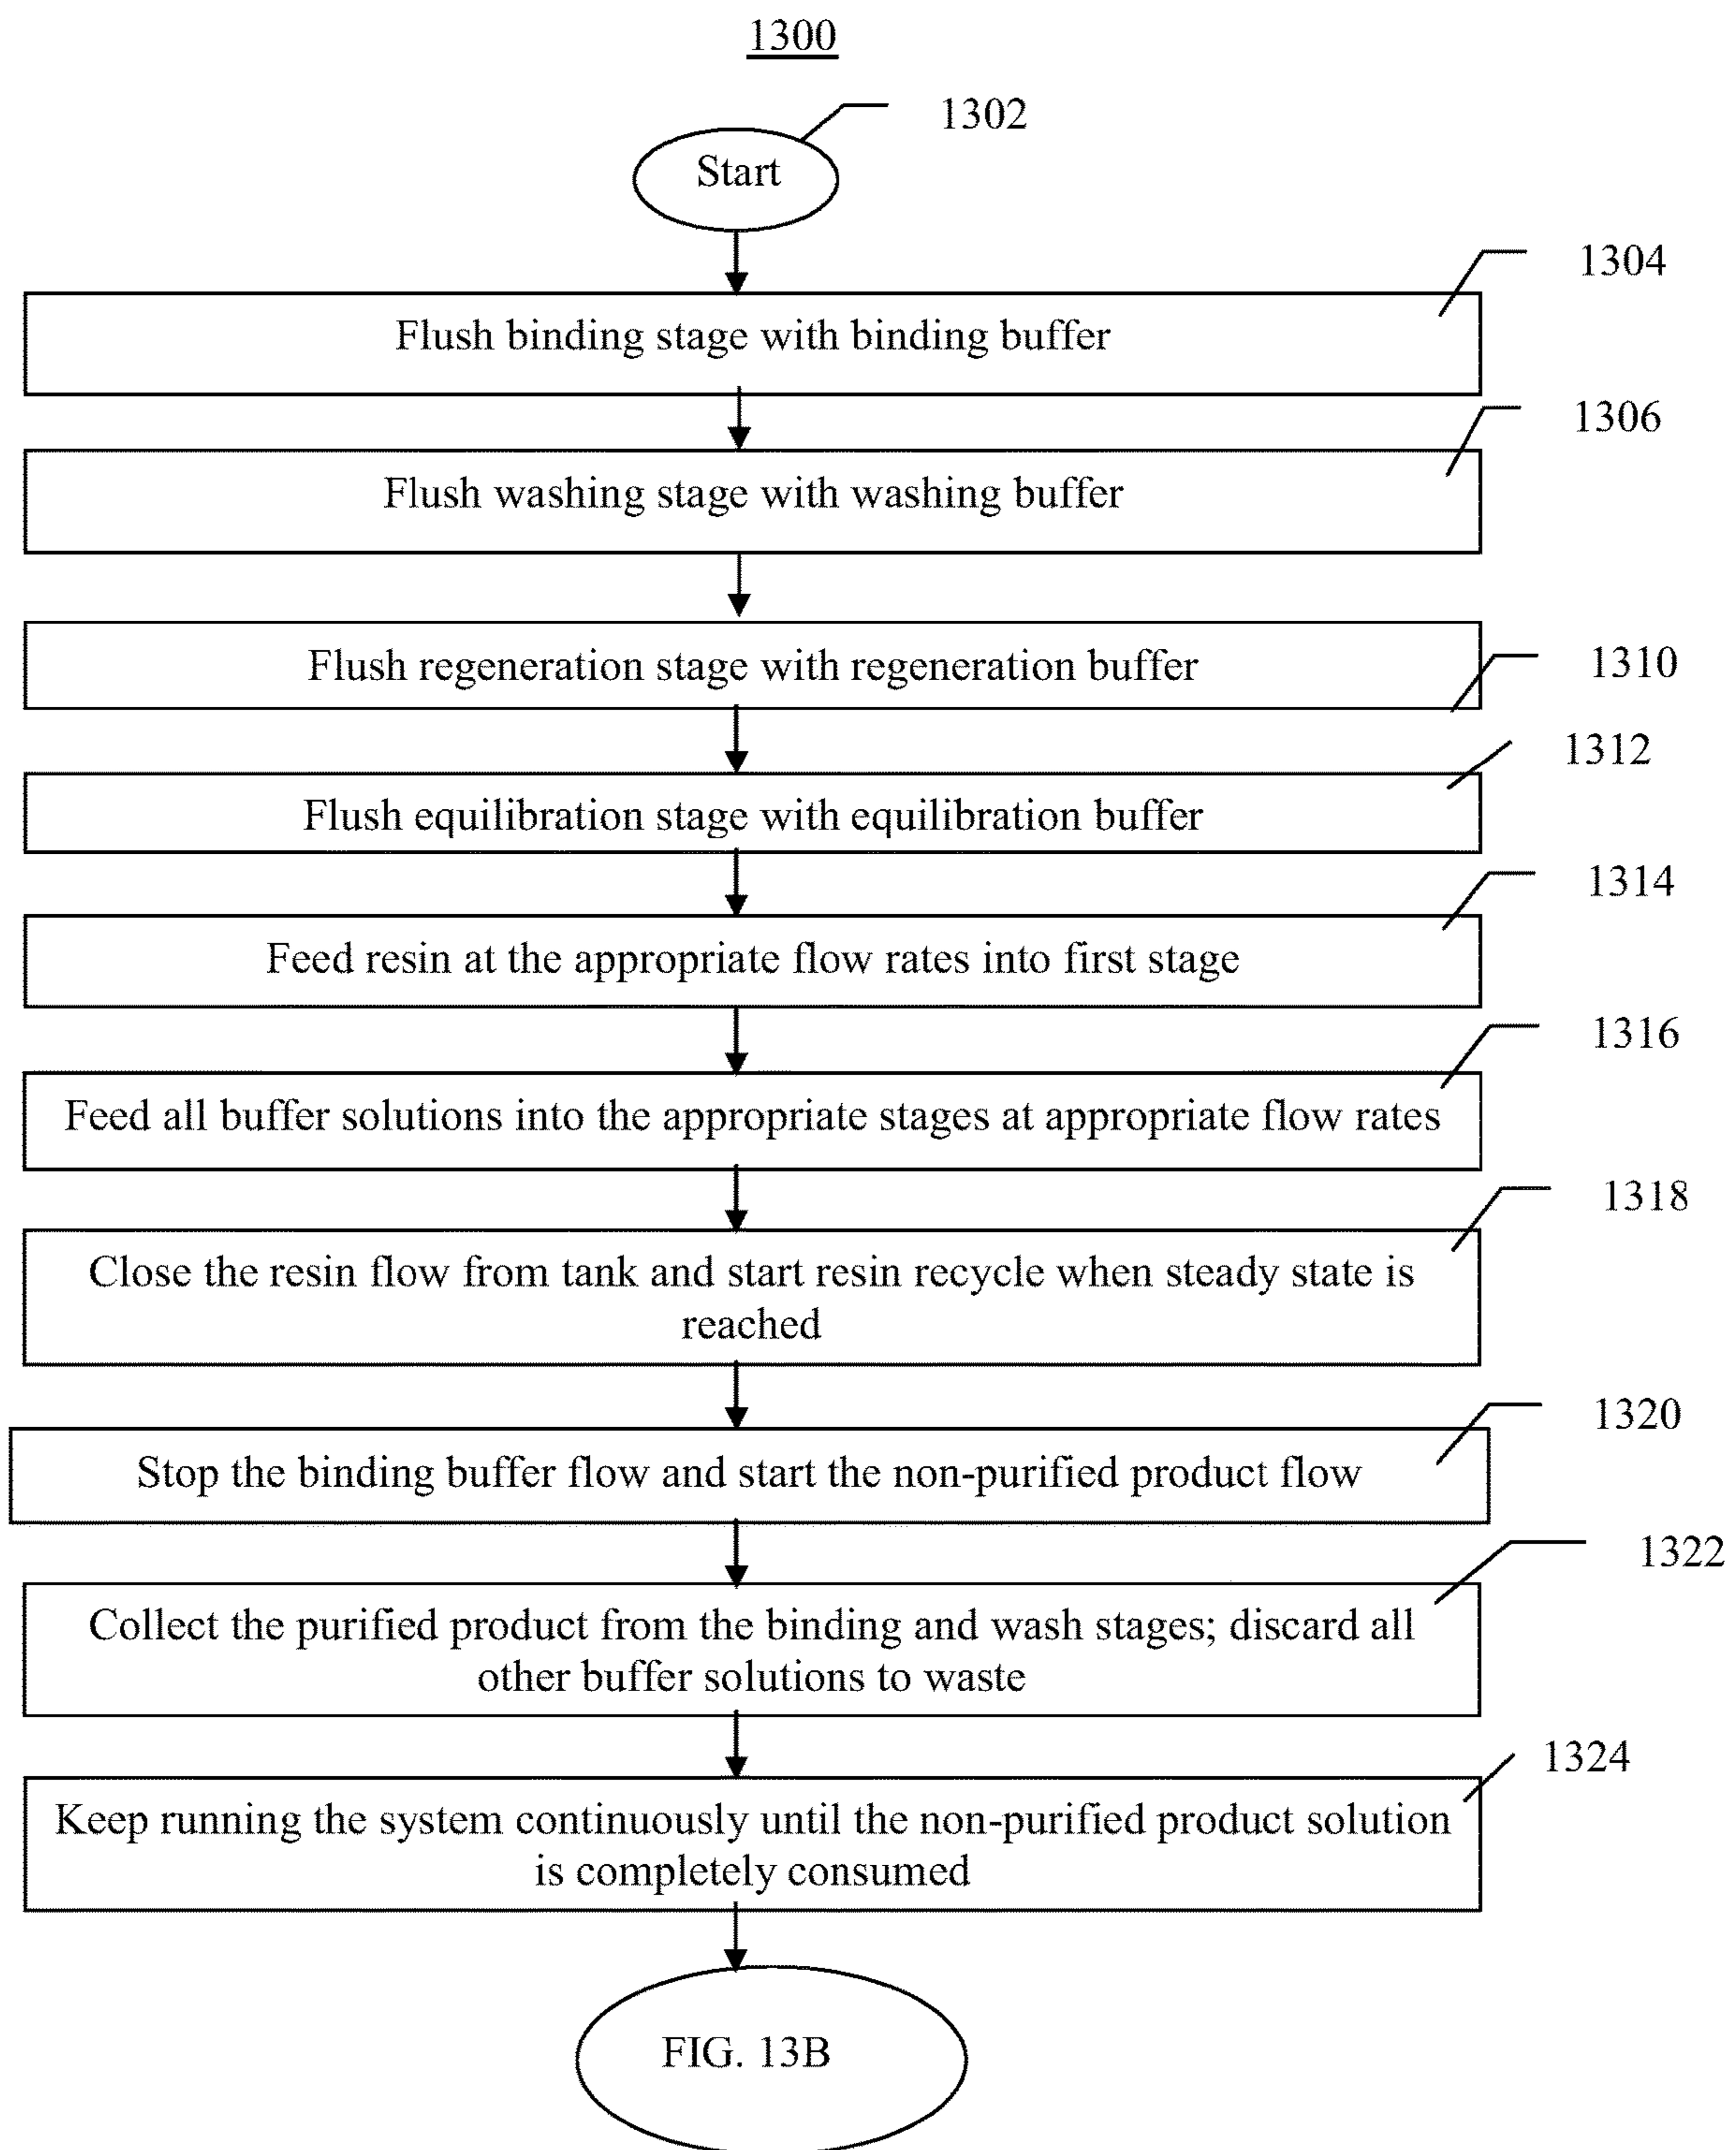 1300
1302
Start
1304
Flush binding stage with binding buffer
1306
Flush washing stage with washing buffer
Flush regeneration stage with regeneration buffer
1310
1312
Flush equilibration stage with equilibration buffer
1314
Feed resin at the appropriate flow rates into first stage
1316
Feed all buffer solutions into the appropriate stages at appropriate flow rates
1318
Close the resin flow from tank and start resin recycle when steady state is
reached
1320
Stop the binding buffer flow and start the non-purified product flow
1322
Collect the purified product from the binding and wash stages; discard all
other buffer solutions to waste
1324
Keep running the system continuously until the non-purified product solution
is completely consumed
FIG. 13B